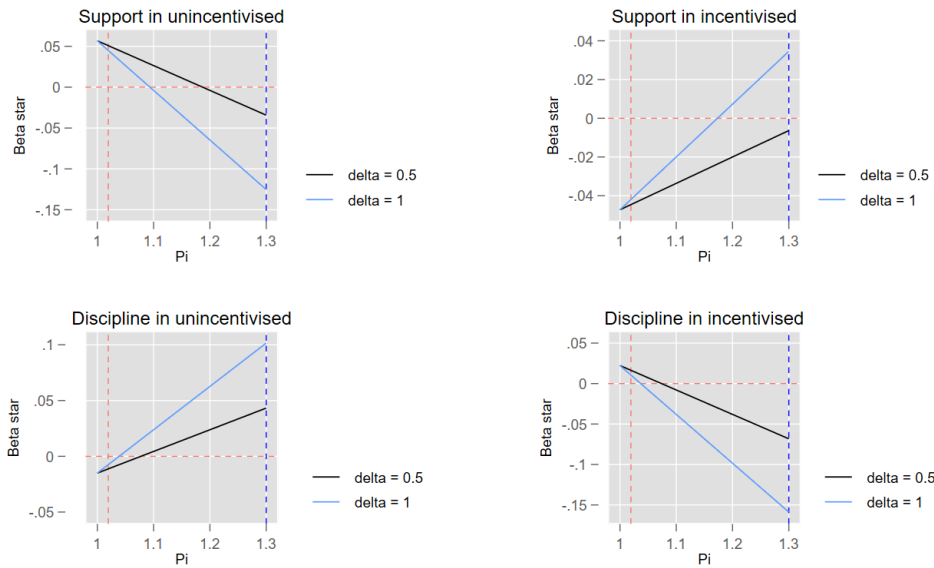 Support in unincentivised
.05
0
-.05
-.1
-.15
Beta star
1
1.1
1.2
1.3
Pi
delta = 0.5
delta = 1
Support in incentivised
.04
.02
0
-.02
-.04
Beta star
1
1.1
1.2
1.3
Pi
delta = 0.5
delta = 1
Discipline in unincentivised
.1
.05
0
-.05
Beta star
1
1.1
1.2
1.3
Pi
delta = 0.5
delta = 1
Discipline in incentivised
.05
0
-.05
-.1
-.15
Beta star
1
1.1
1.2
1.3
Pi
delta = 0.5
delta = 1